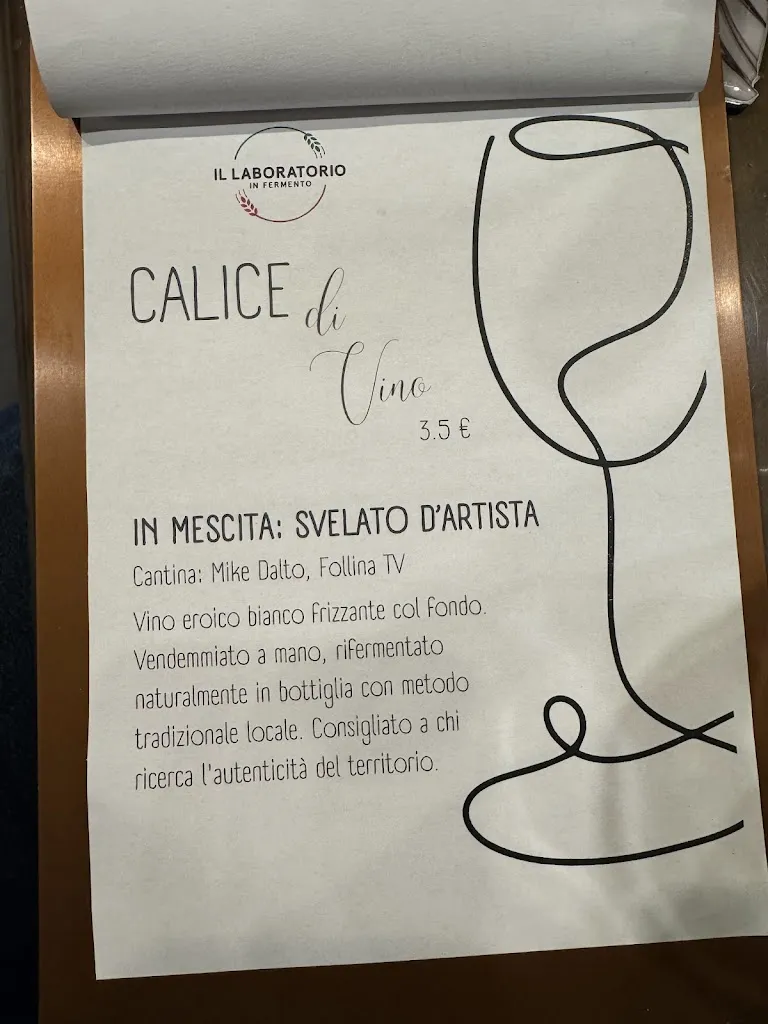 IL LABORATORIO
IN FERMENTO
CALICE di
Vino
3.5 €
IN MESCITA: SVELATO D'ARTISTA
Cantina: Mike Dalto, Follina TV
Vino eroico bianco frizzante col fondo.
Vendemmiato a mano, rifermentato
naturalmente in bottiglia con metodo
tradizionale locale. Consigliato a chi
ricerca l'autenticità del territorio.